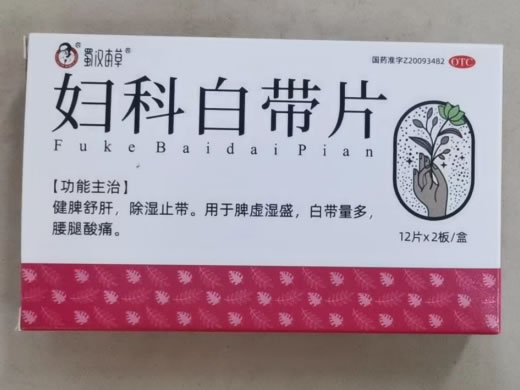 蜀汉本草®
国药准字Z20093482
OTC
妇科白带片
Fuke Baidai Pian
【功能主治】
健脾舒肝，除湿止带。用于脾虚湿盛，白带量多，
腰腿酸痛。
12片x2板/盒